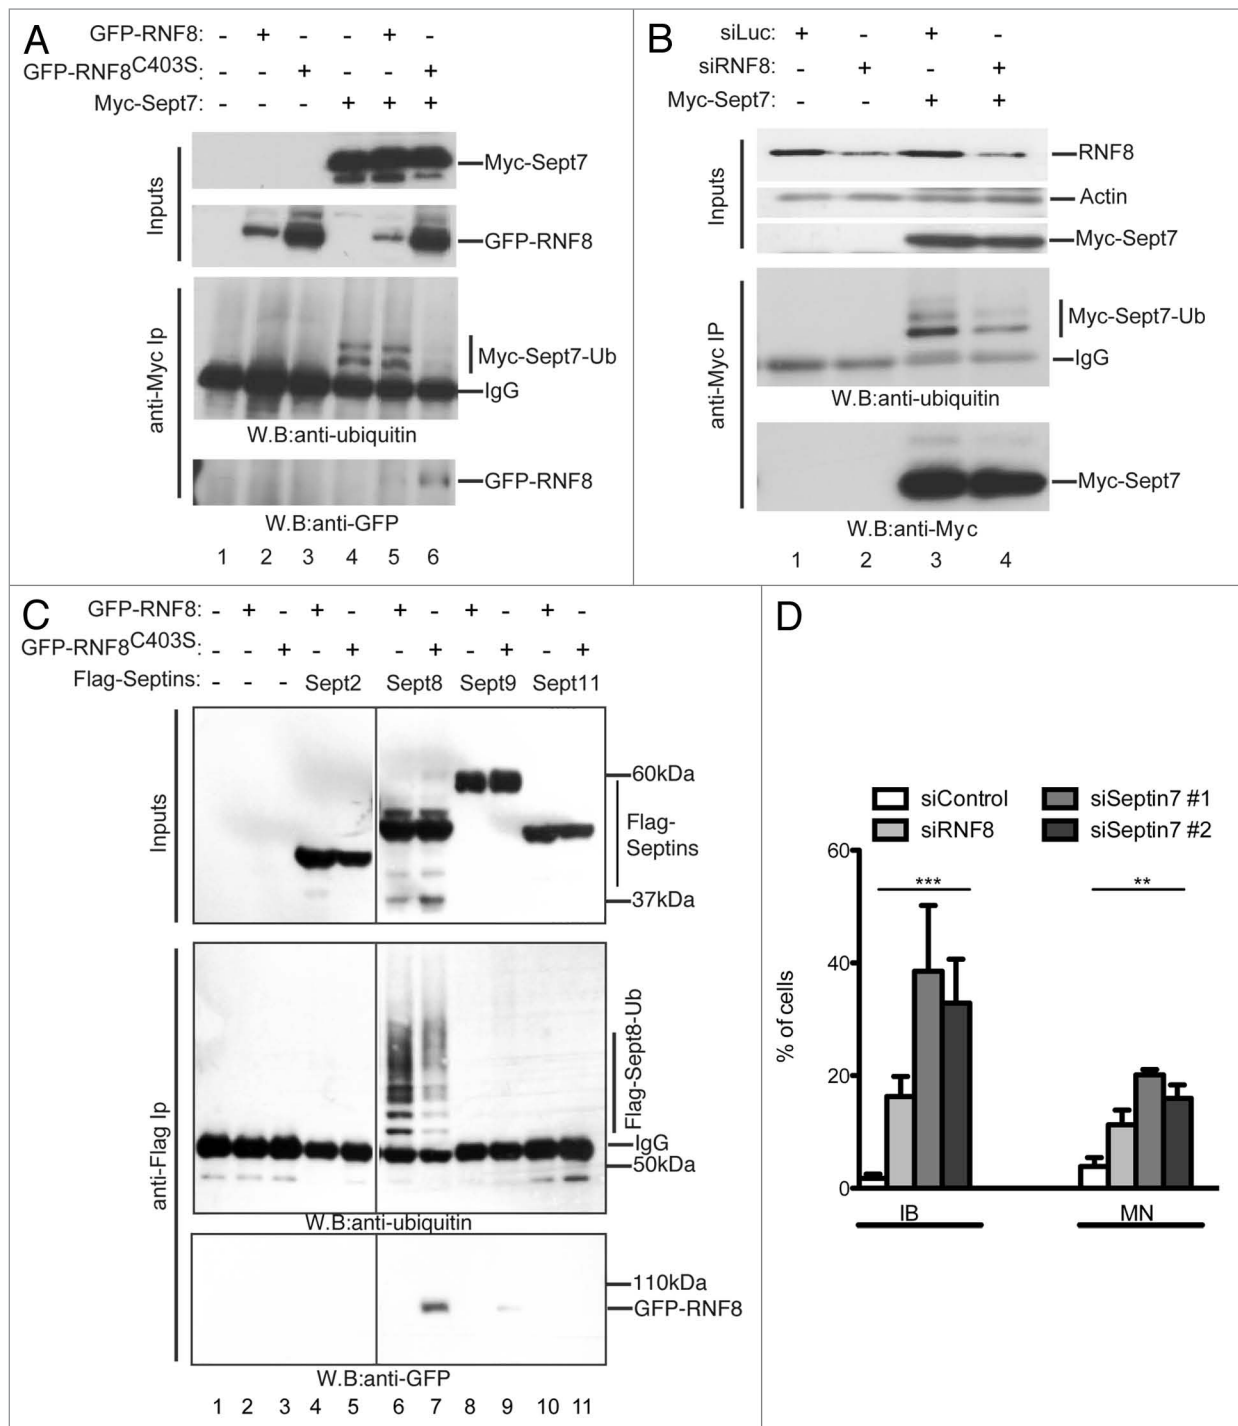 A
GFP-RNF8: - + - - + -
GFP-RNF8C403S: - - + - - +
Myc-Sept7: - - - + + +
Inputs
Myc-Sept7
GFP-RNF8
anti-Myc Ip
Myc-Sept7-Ub
IgG
W.B:anti-ubiquitin
GFP-RNF8
W.B:anti-GFP
1 2 3 4 5 6
B
siLuc: + - + -
siRNF8: - + - +
Myc-Sept7: - - + +
Inputs
RNF8
Actin
Myc-Sept7
anti-Myc IP
Myc-Sept7-Ub
IgG
W.B:anti-ubiquitin
Myc-Sept7
W.B:anti-Myc
1 2 3 4
C
GFP-RNF8: - + - + - + - + - + -
GFP-RNF8C403S: - - + - + - + - + - +
Flag-Septins: - - - Sept2 Sept8 Sept9 Sept11
Inputs
60kDa
Flag-
Septins
37kDa
anti-Flag Ip
Flag-Sept8-Ub
IgG
50kDa
W.B:anti-ubiquitin
110kDa
GFP-RNF8
W.B:anti-GFP
1 2 3 4 5 6 7 8 9 10 11
D
siControl siSeptin7 #1
siRNF8 siSeptin7 #2
% of cells
60
40
20
0
*** **
IB MN